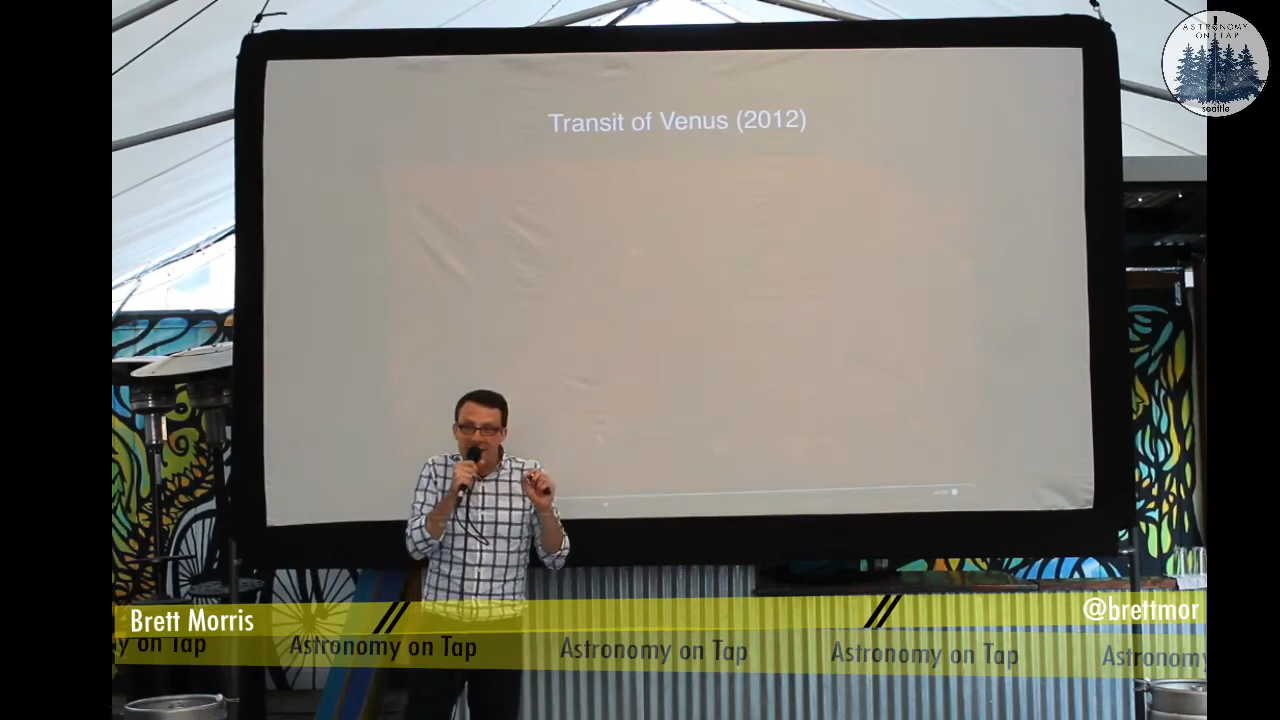 ASTRONOMY
ON TAP
seattle
Transit of Venus (2012)
Brett Morris
@brettmor
y on Tap
Astronomy on Tap
Astronomy on Tap
Astronomy on Tap
Astronomy